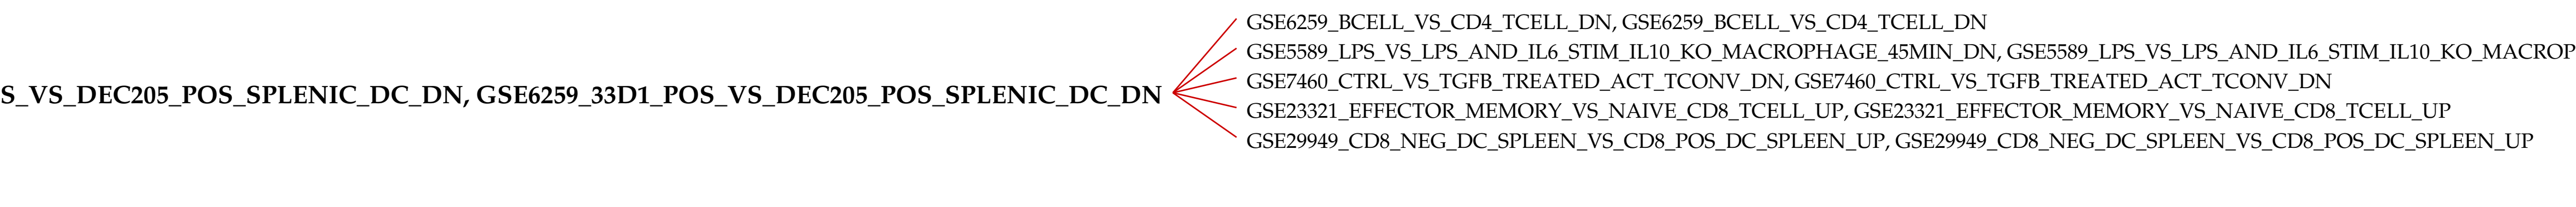 GSE6259_BCELL_VS_CD4_TCELL_DN, GSE6259_BCELL_VS_CD4_TCELL_DN
GSE5589_LPS_VS_LPS_AND_IL6_STIM_IL10_KO_MACROPHAGE_45MIN_DN, GSE5589_LPS_VS_LPS_AND_IL6_STIM_IL10_KO_MACROP
GSE7460_CTRL_VS_TGFB_TREATED_ACT_TCONV_DN, GSE7460_CTRL_VS_TGFB_TREATED_ACT_TCONV_DN
S_VS_DEC205_POS_SPLENIC_DC_DN, GSE6259_33D1_POS_VS_DEC205_POS_SPLENIC_DC_DN
GSE23321_EFFECTOR_MEMORY_VS_NAIVE_CD8_TCELL_UP, GSE23321_EFFECTOR_MEMORY_VS_NAIVE_CD8_TCELL_UP
GSE29949_CD8_NEG_DC_SPLEEN_VS_CD8_POS_DC_SPLEEN_UP, GSE29949_CD8_NEG_DC_SPLEEN_VS_CD8_POS_DC_SPLEEN_UP